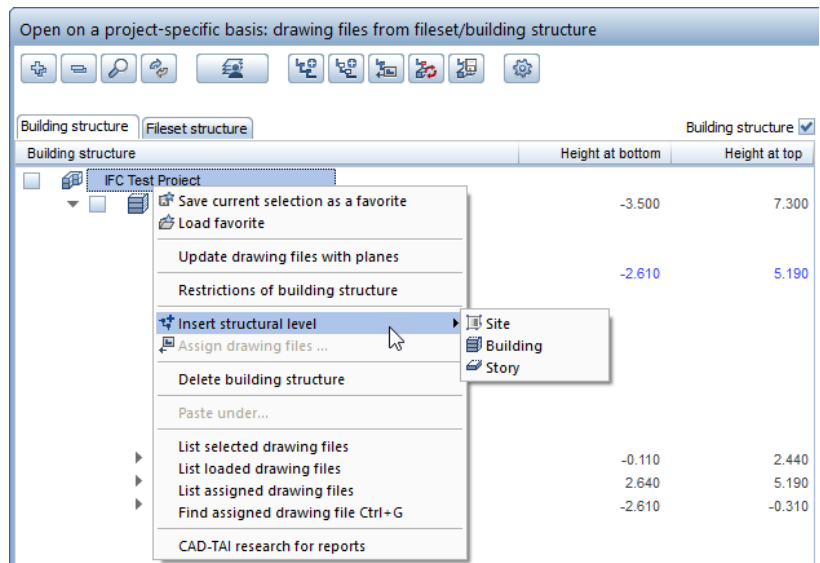 Open on a project-specific basis: drawing files from fileset/building structure
Building structure Fileset structure Building structure
Building structure Height at bottom Height at top
IFC Test Project
Save current selection as a favorite -3.500 7.300
Load favorite
Update drawing files with planes
-2.610 5.190
Restrictions of building structure
Insert structural level Site
Assign drawing files ... Building
Story
Delete building structure
Paste under...
List selected drawing files
-0.110 2.440
List loaded drawing files
2.640 5.190
List assigned drawing files
-2.610 -0.310
Find assigned drawing file Ctrl+G
CAD-TAI research for reports